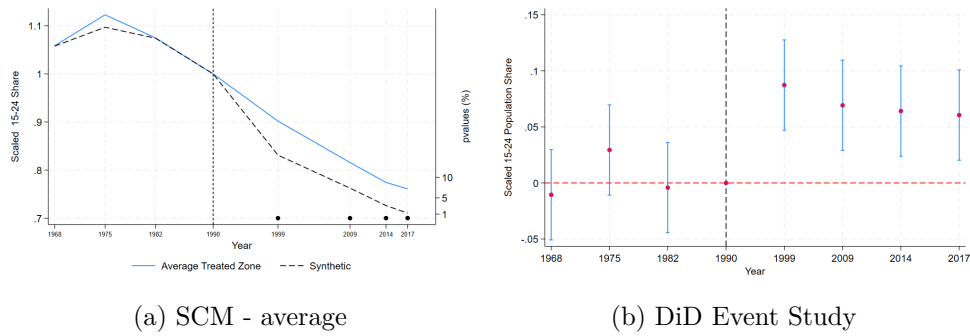 Scaled 15-24 Share
1.1
1
.9
.8
.7
10
5
1
pvalues (%)
1968 1975 1982 1990 1999 2009 2014 2017
Year
Average Treated Zone Synthetic
(a) SCM - average
Scaled 15-24 Population Share
.15
.1
.05
0
-.05
1968 1975 1982 1990 1999 2009 2014 2017
Year
(b) DiD Event Study